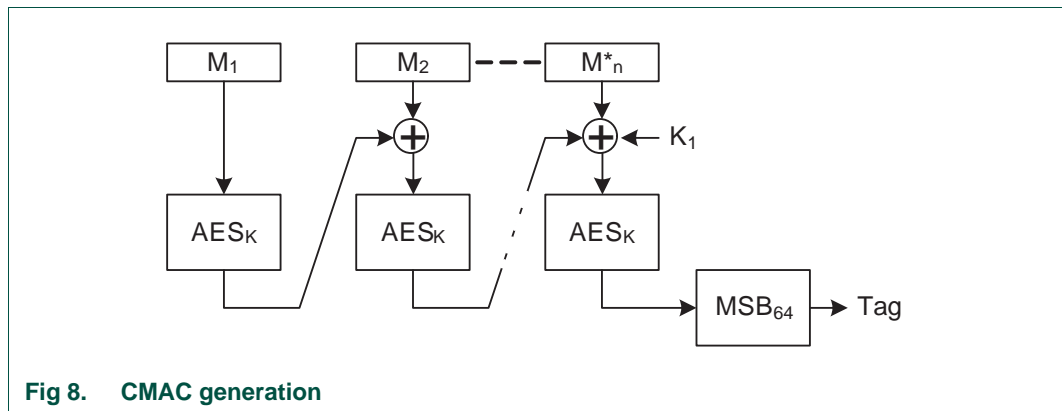 M1 M2 M*n
K1
AESK AESK AESK
MSB64 Tag
Fig 8. CMAC generation